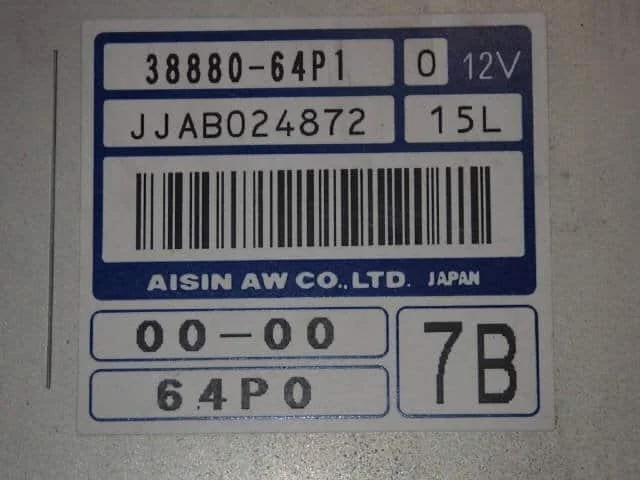 38880-64P1 0 12V
JJAB024872 15L
AISIN AW CO.,LTD. JAPAN
00-00
64P0
7B